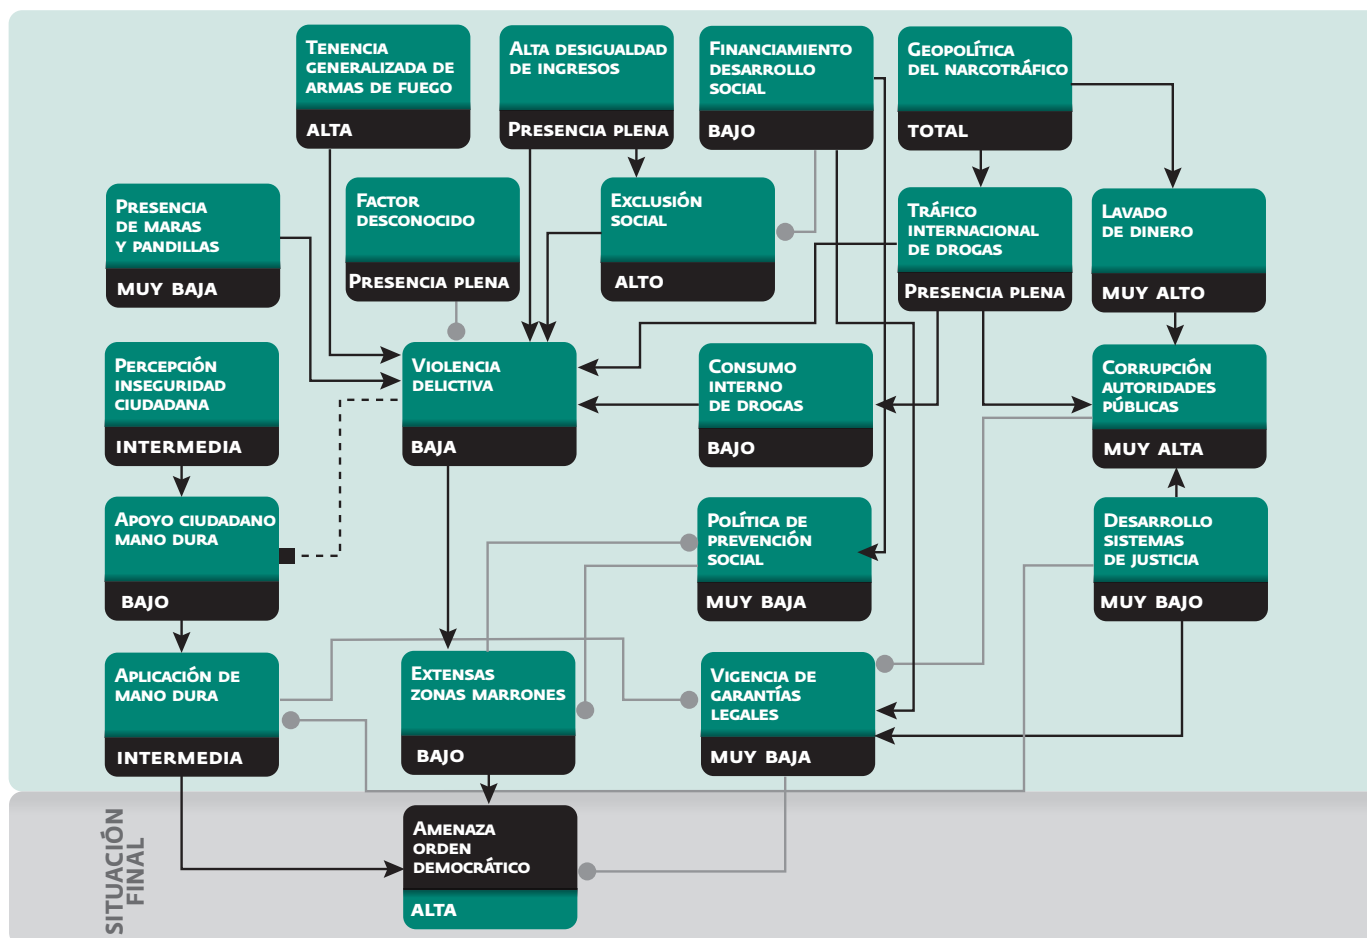 Tenencia
generalizada de
armas de fuego
ALTA
Alta desigualdad
de ingresos
Presencia plena
Financiamiento
desarrollo
social
BAJO
Geopolítica
del narcotráfico
TOTAL
Presencia
de maras
y pandillas
MUY BAJA
Factor
desconocido
Presencia plena
Exclusión
social
ALTO
Tráfico
internacional
de drogas
Presencia plena
Lavado
de dinero
MUY ALTO
Percepción
inseguridad
ciudadana
INTERMEDIA
Violencia
delictiva
BAJA
Consumo
interno
de drogas
BAJO
Corrupción
autoridades
públicas
MUY ALTA
Apoyo ciudadano
mano dura
BAJO
Política de
prevención
social
MUY BAJA
Desarrollo
sistemas
de justicia
MUY BAJO
Aplicación de
mano dura
INTERMEDIA
Extensas
zonas marrones
BAJO
Vigencia de
garantías
legales
MUY BAJA
SITUACIÓN
FINAL
Amenaza
orden
democrático
ALTA